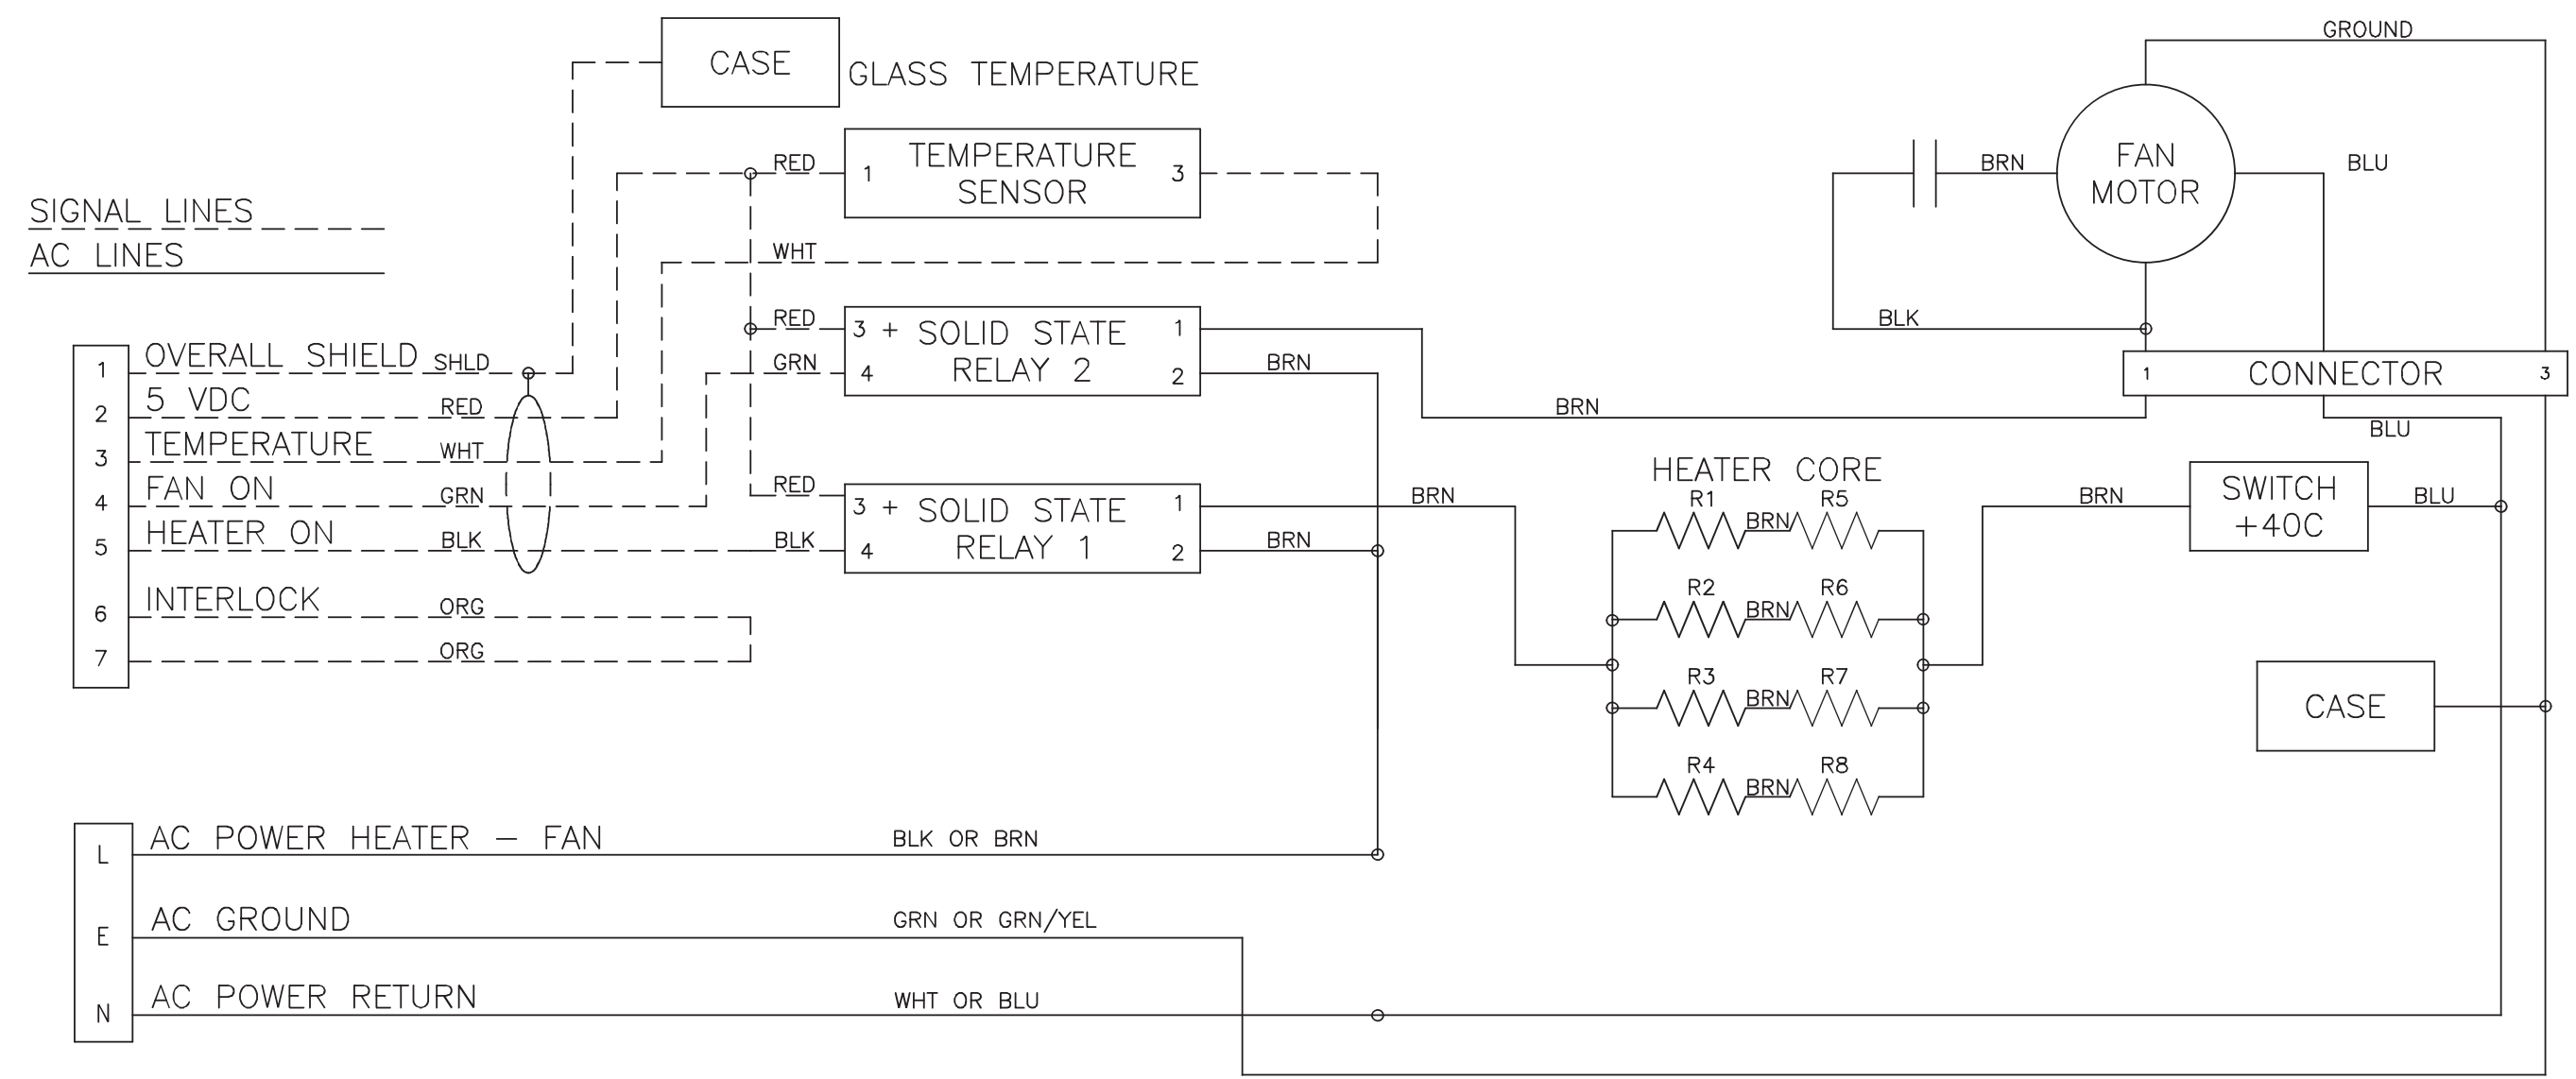 GROUND
CASE
GLASS TEMPERATURE
RED
1
TEMPERATURE
SENSOR
3
BRN
FAN
MOTOR
BLU
SIGNAL LINES
AC LINES
WHT
RED
3 +
SOLID STATE
RELAY 2
1
GRN
4
2
BRN
BLK
1
OVERALL SHIELD
SHLD
2
5 VDC
RED
3
TEMPERATURE
WHT
4
FAN ON
GRN
5
HEATER ON
BLK
6
INTERLOCK
ORG
7
ORG
1
CONNECTOR
3
BRN
BLU
RED
3 +
SOLID STATE
RELAY 1
1
BLK
4
2
BRN
BRN
HEATER CORE
R1
BRN
R5
R2
BRN
R6
R3
BRN
R7
R4
BRN
R8
BRN
SWITCH
+40C
BLU
CASE
L
AC POWER HEATER – FAN
BLK OR BRN
E
AC GROUND
GRN OR GRN/YEL
N
AC POWER RETURN
WHT OR BLU